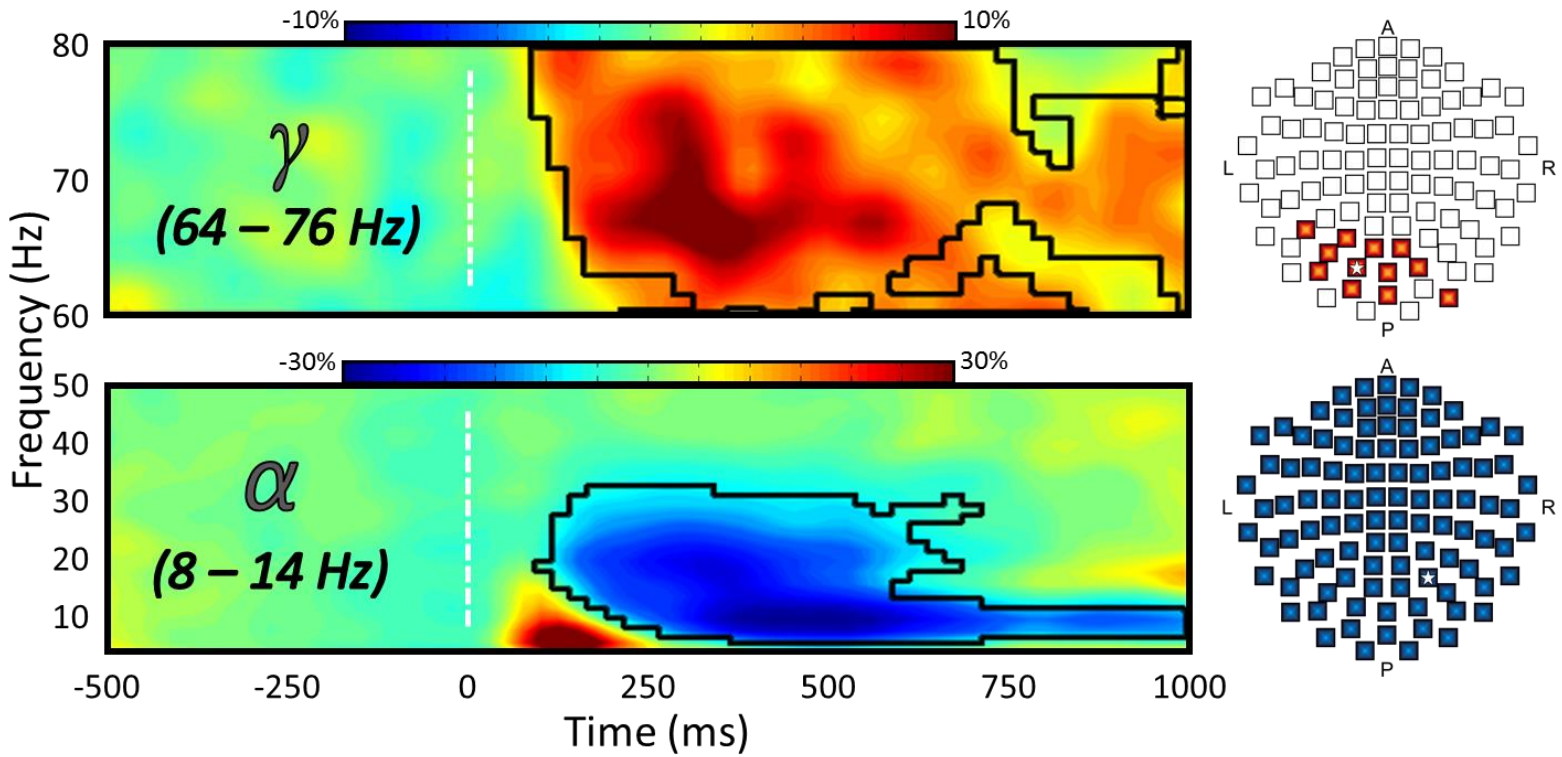 -10%
10%
80
70
60
γ
(64 – 76 Hz)
A
L
R
P
Frequency (Hz)
-30%
30%
50
40
30
20
10
α
(8 – 14 Hz)
A
L
R
P
-500
-250
0
250
500
750
1000
Time (ms)